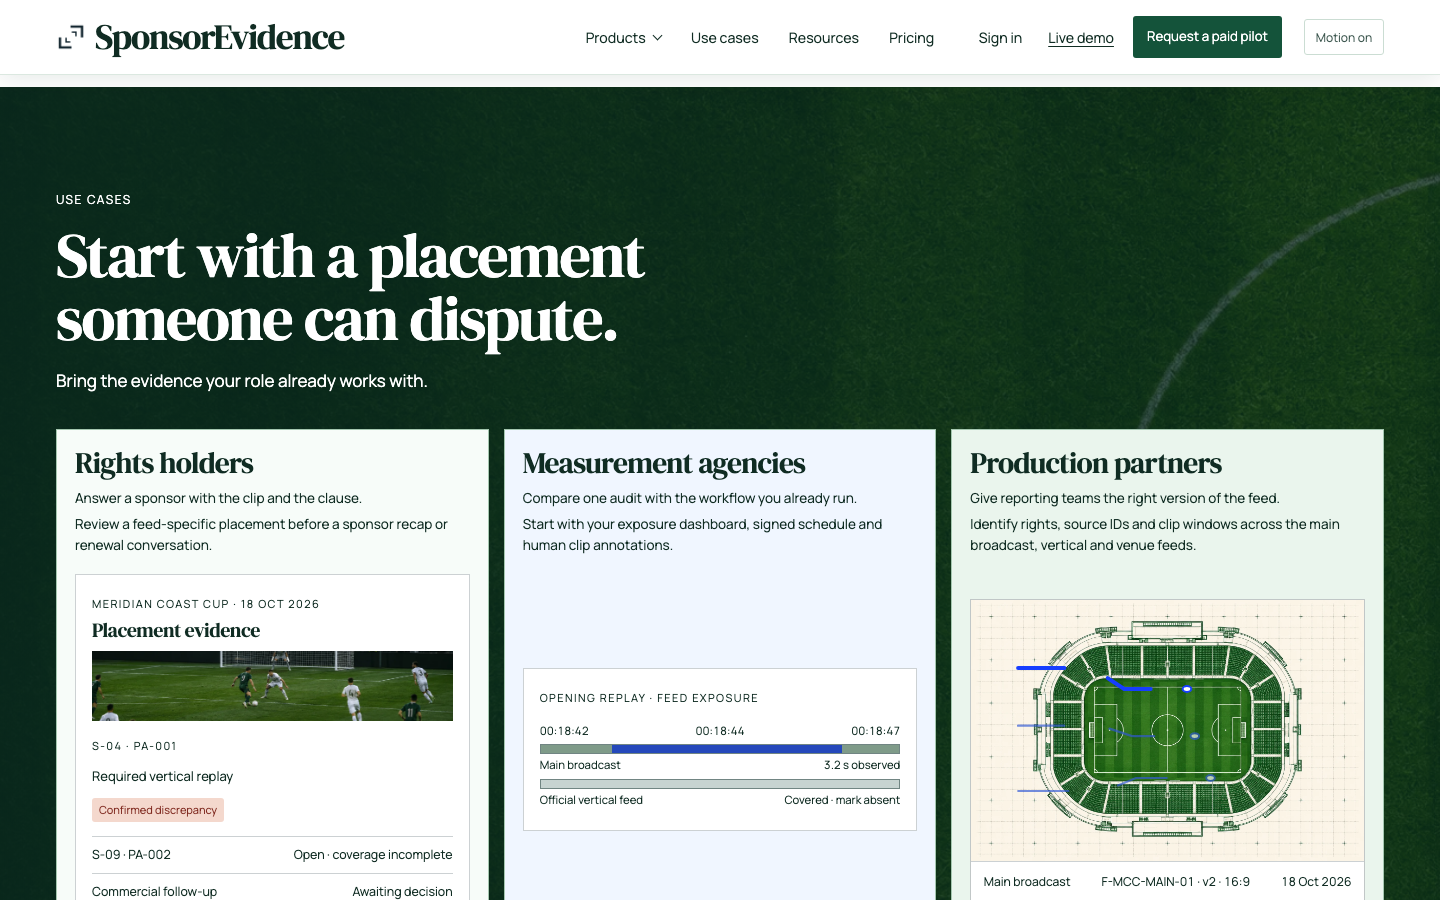 SponsorEvidence
Products
Use cases
Resources
Pricing
Sign in
Live demo
Request a paid pilot
Motion on
USE CASES
Start with a placement
someone can dispute.
Bring the evidence your role already works with.
Rights holders
Answer a sponsor with the clip and the clause.
Review a feed-specific placement before a sponsor recap or
renewal conversation.
MERIDIAN COAST CUP · 18 OCT 2026
Placement evidence
S-04 · PA-001
Required vertical replay
Confirmed discrepancy
S-09 · PA-002 Open · coverage incomplete
Commercial follow-up Awaiting decision
Measurement agencies
Compare one audit with the workflow you already run.
Start with your exposure dashboard, signed schedule and
human clip annotations.
OPENING REPLAY · FEED EXPOSURE
00:18:42 00:18:44 00:18:47
Main broadcast 3.2 s observed
Official vertical feed Covered · mark absent
Production partners
Give reporting teams the right version of the feed.
Identify rights, source IDs and clip windows across the main
broadcast, vertical and venue feeds.
Main broadcast F-MCC-MAIN-01 · v2 · 16:9 18 Oct 2026